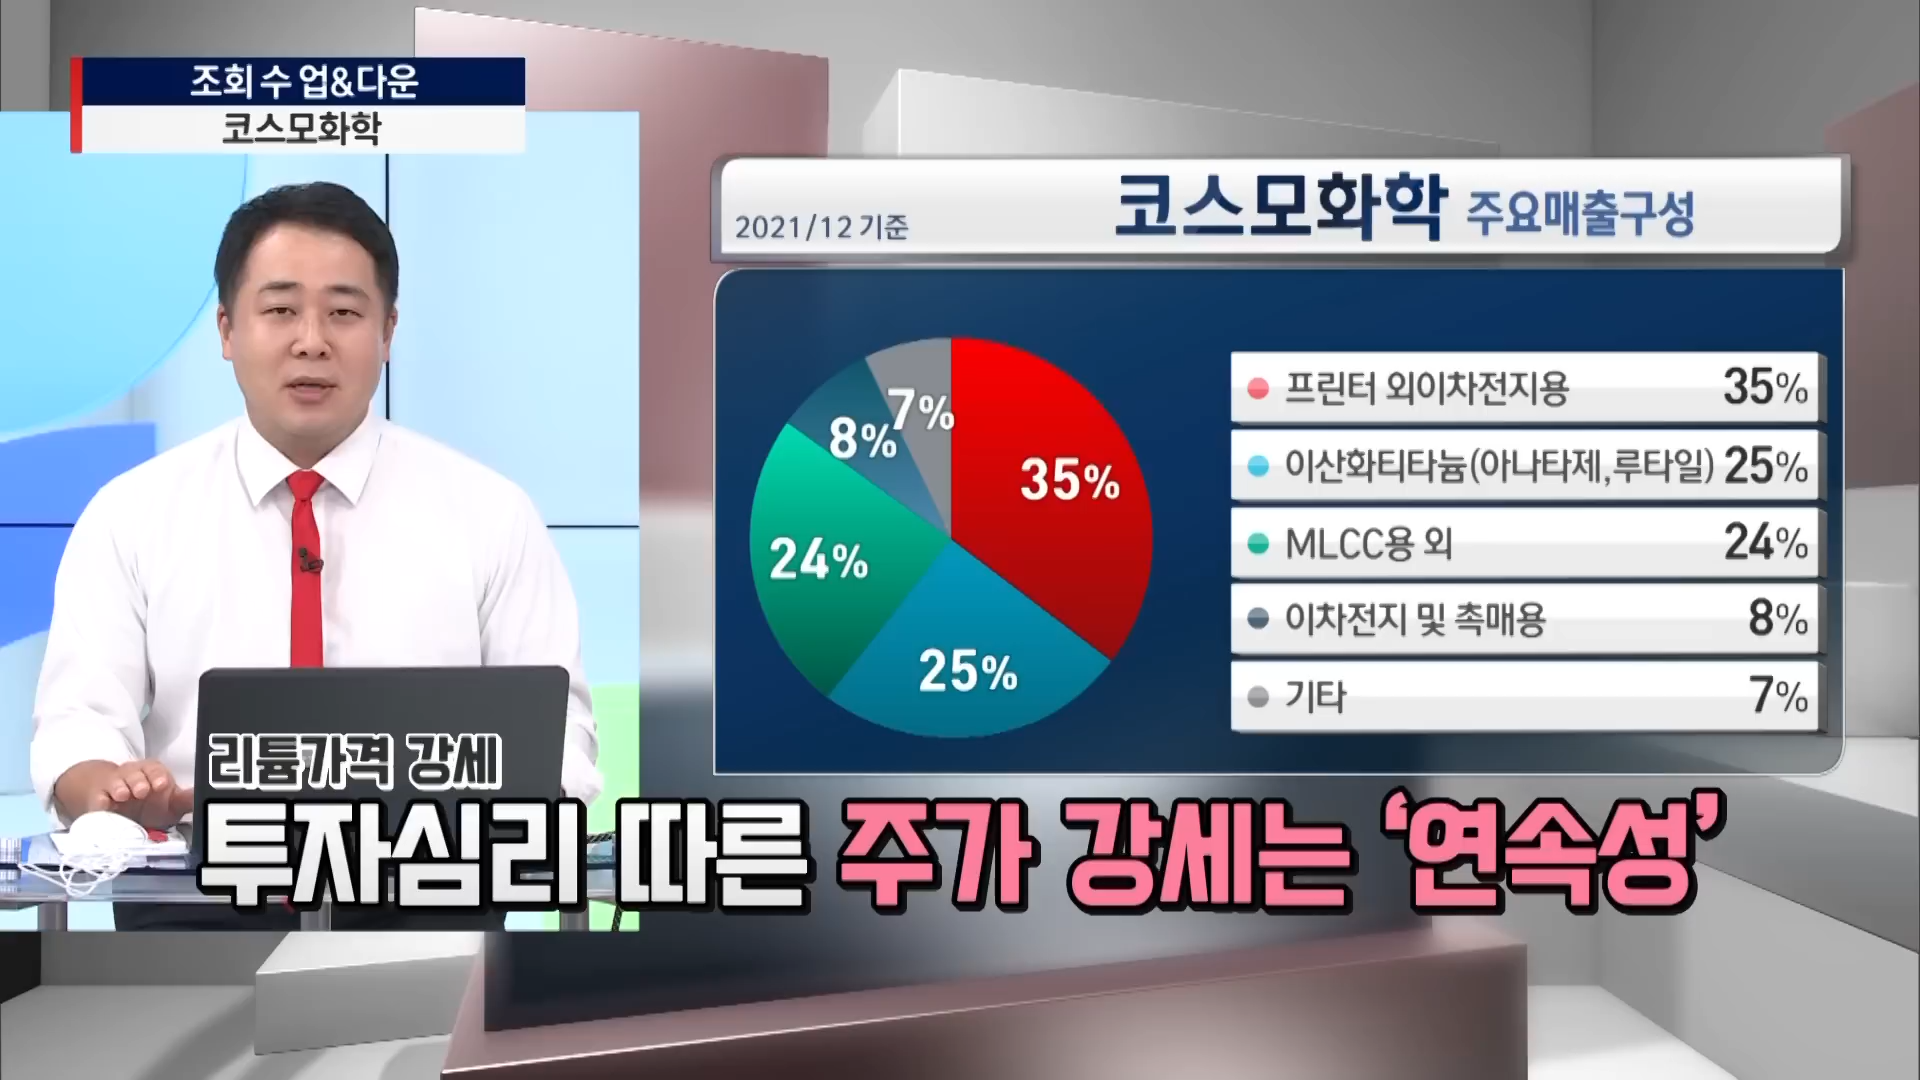 조회 수 업&다운
코스모화학
2021/12 기준
코스모화학 주요매출구성
35%
25%
24%
8%
7%
프린터 외이차전지용 35%
이산화티타늄(아나타제,루타일) 25%
MLCC용 외 24%
이차전지 및 촉매용 8%
기타 7%
리튬가격 강세
투자심리 따른 주가 강세는 ‘연속성’